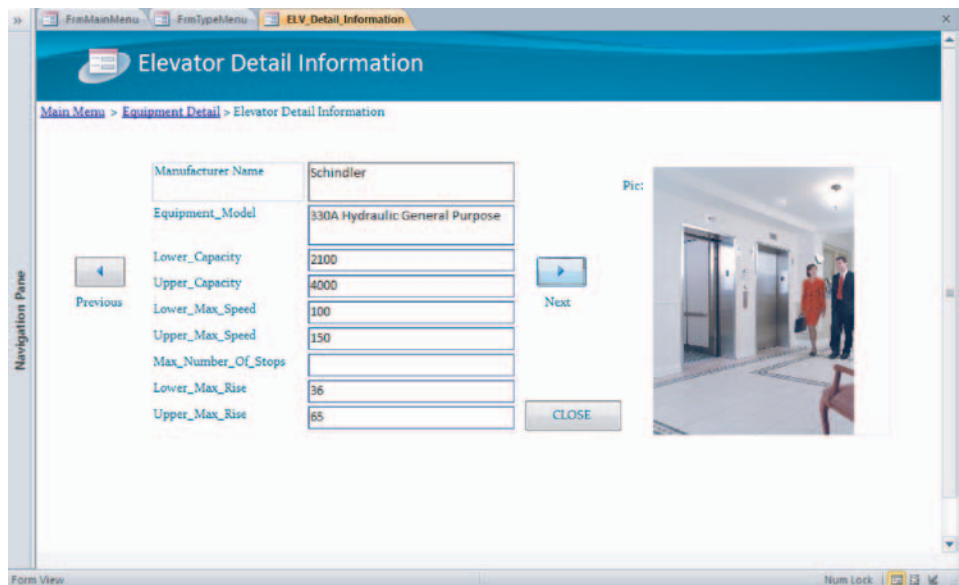 FrmMainMenu FrmTypeMenu ELV_Detail_Information
Elevator Detail Information
Main Menu > Equipment Detail > Elevator Detail Information
Manufacturer Name Schindler
Pic:
Equipment_Model 330A Hydraulic General Purpose
Lower_Capacity 2100
Upper_Capacity 4000
Previous
Next
Lower_Max_Speed 100
Upper_Max_Speed 150
Max_Number_Of_Stops
Lower_Max_Rise 36
Upper_Max_Rise 65
CLOSE
Navigation Pane
Form View
Num Lock